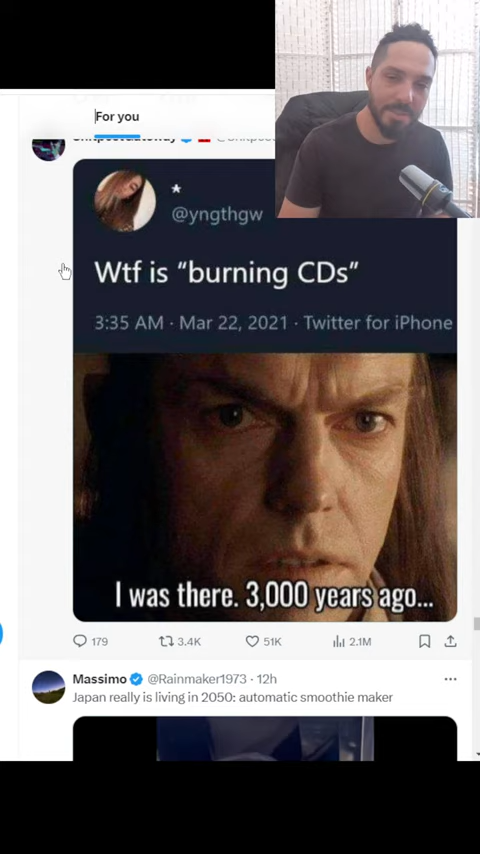 For you
*
@yngthgw
Wtf is “burning CDs”
3:35 AM · Mar 22, 2021 · Twitter for iPhone
I was there. 3,000 years ago...
179 3.4K 51K 2.1M
Massimo @Rainmaker1973 · 12h
Japan really is living in 2050: automatic smoothie maker